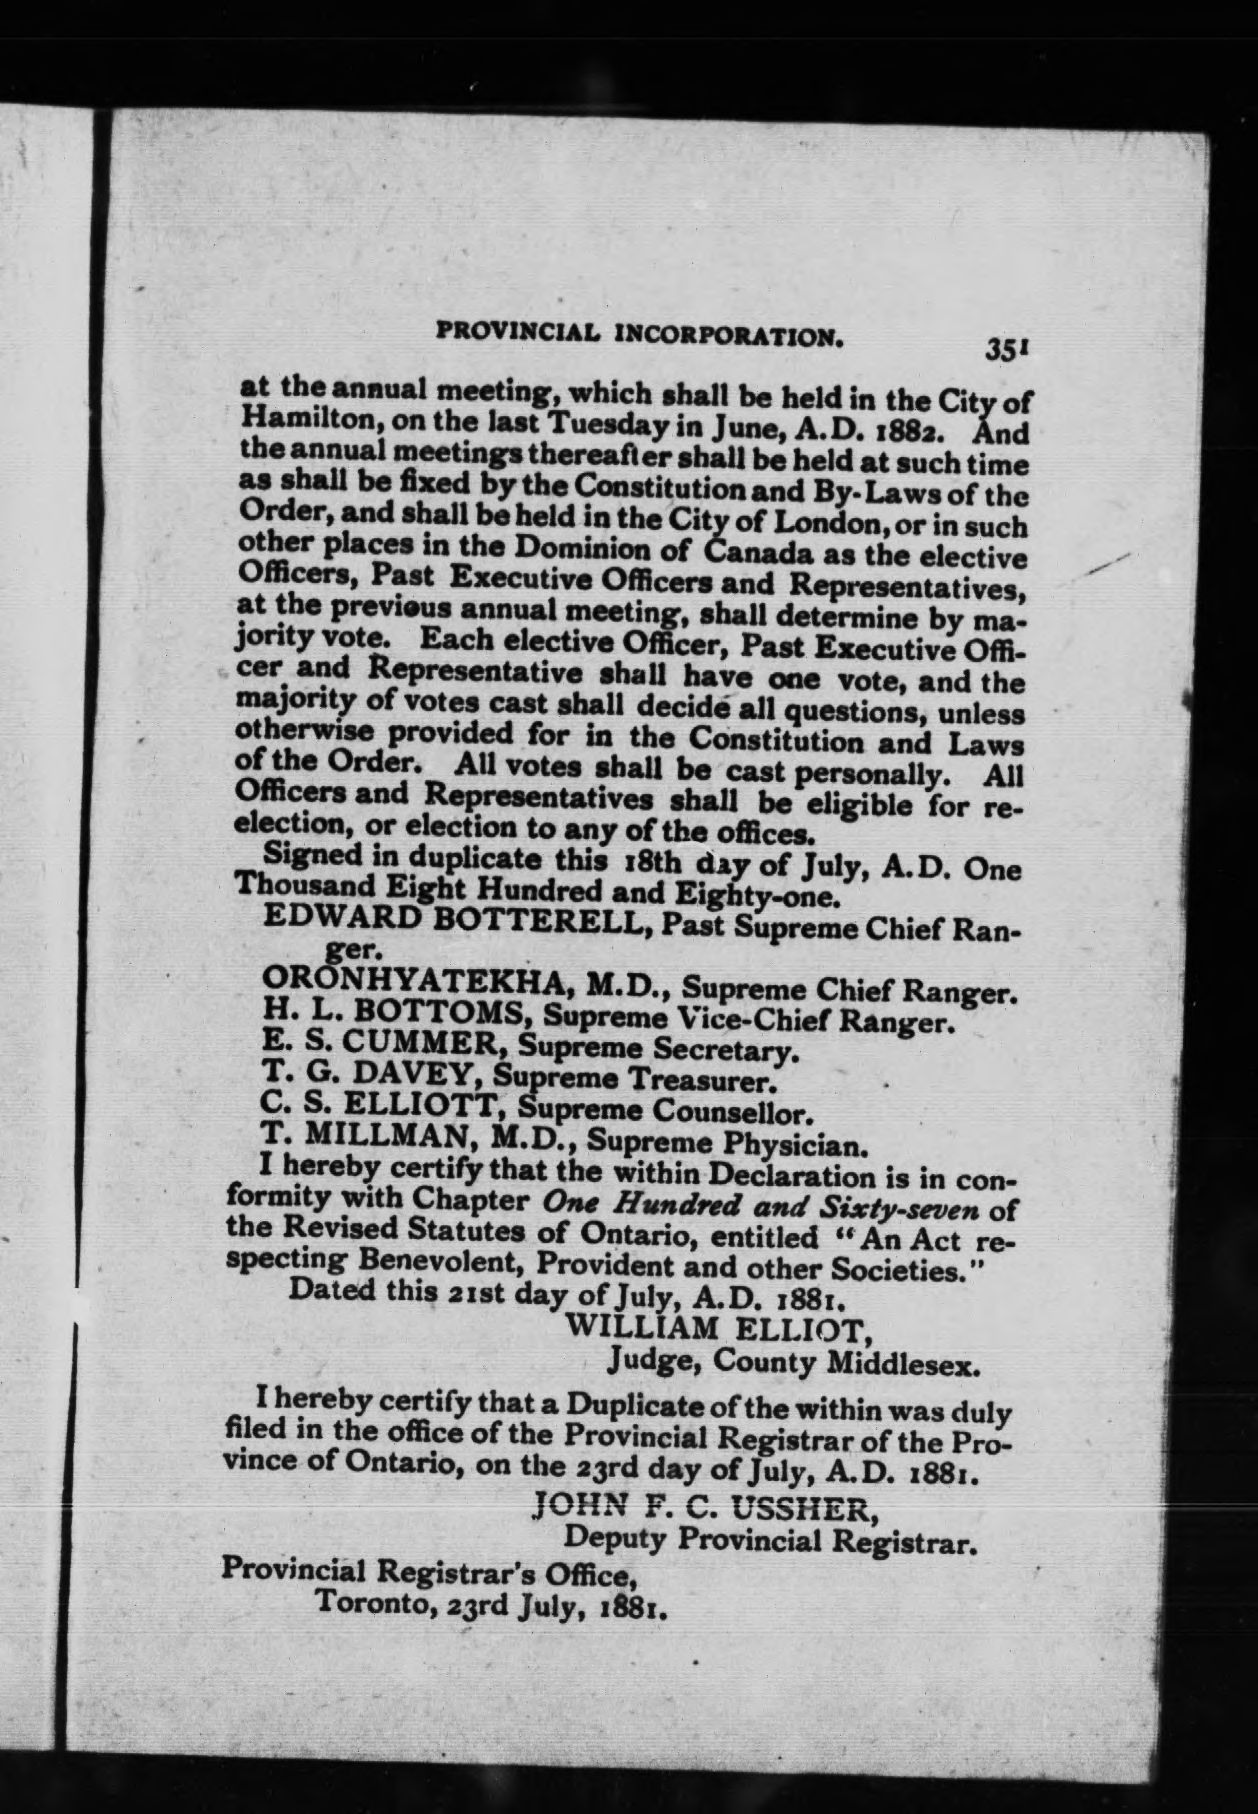 PROVINCIAL INCORPORATION. 351
at the annual meeting, which shall be held in the City of
Hamilton, on the last Tuesday in June, A.D. 1882. And
the annual meetings thereafter shall be held at such time
as shall be fixed by the Constitution and By-Laws of the
Order, and shall be held in the City of London, or in such
other places in the Dominion of Canada as the elective
Officers, Past Executive Officers and Representatives,
at the previous annual meeting, shall determine by ma-
jority vote. Each elective Officer, Past Executive Offi-
cer and Representative shall have one vote, and the
majority of votes cast shall decide all questions, unless
otherwise provided for in the Constitution and Laws
of the Order. All votes shall be cast personally. All
Officers and Representatives shall be eligible for re-
election, or election to any of the offices.
Signed in duplicate this 18th day of July, A.D. One
Thousand Eight Hundred and Eighty-one.
EDWARD BOTTERELL, Past Supreme Chief Ran-
ger.
ORONHYATEKHA, M.D., Supreme Chief Ranger.
H. L. BOTTOMS, Supreme Vice-Chief Ranger.
E. S. CUMMER, Supreme Secretary.
T. G. DAVEY, Supreme Treasurer.
C. S. ELLIOTT, Supreme Counsellor.
T. MILLMAN, M.D., Supreme Physician.
I hereby certify that the within Declaration is in con-
formity with Chapter One Hundred and Sixty-seven of
the Revised Statutes of Ontario, entitled "An Act re-
specting Benevolent, Provident and other Societies."
Dated this 21st day of July, A.D. 1881.
WILLIAM ELLIOT,
Judge, County Middlesex.
I hereby certify that a Duplicate of the within was duly
filed in the office of the Provincial Registrar of the Pro-
vince of Ontario, on the 23rd day of July, A.D. 1881.
JOHN F. C. USSHER,
Deputy Provincial Registrar.
Provincial Registrar's Office,
Toronto, 23rd July, 1881.